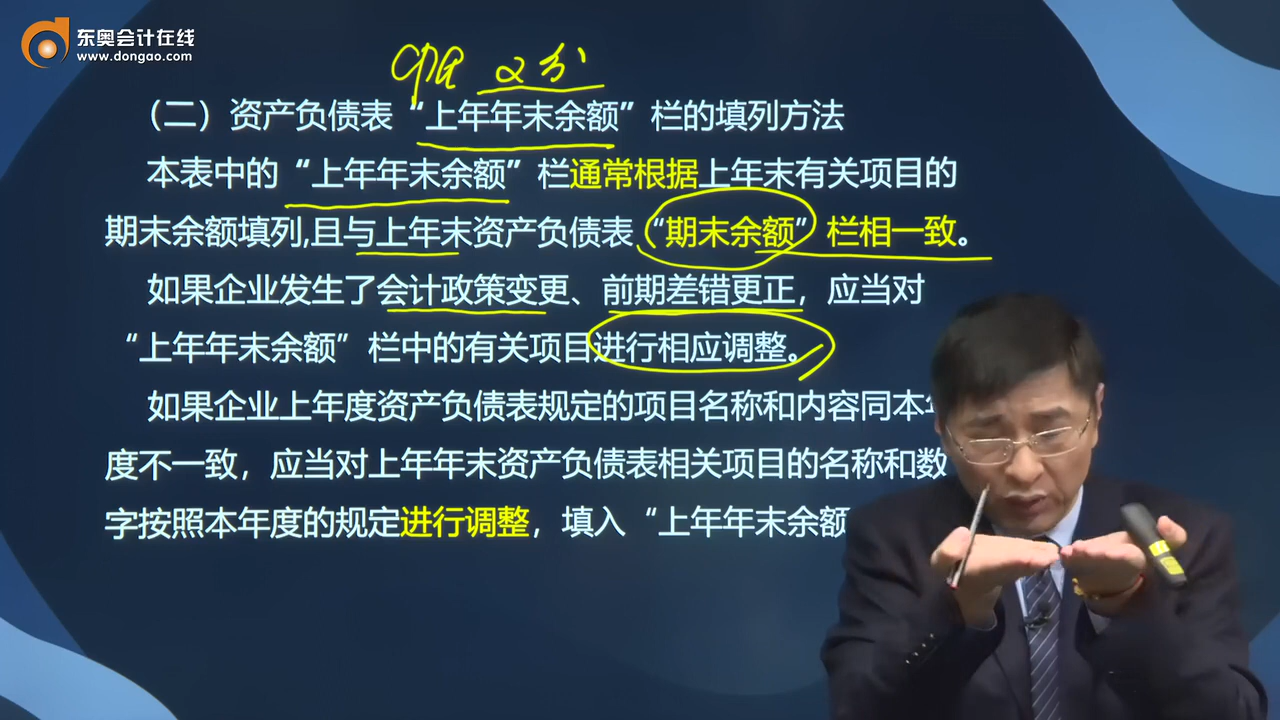 东奥会计在线
www.dongao.com
CPA 2分
（二）资产负债表“上年年末余额”栏的填列方法
本表中的“上年年末余额”栏通常根据上年末有关项目的
期末余额填列,且与上年末资产负债表“期末余额”栏相一致。
如果企业发生了会计政策变更、前期差错更正，应当对
“上年年末余额”栏中的有关项目进行相应调整。
如果企业上年度资产负债表规定的项目名称和内容同本年
度不一致，应当对上年年末资产负债表相关项目的名称和数
字按照本年度的规定进行调整，填入“上年年末余额